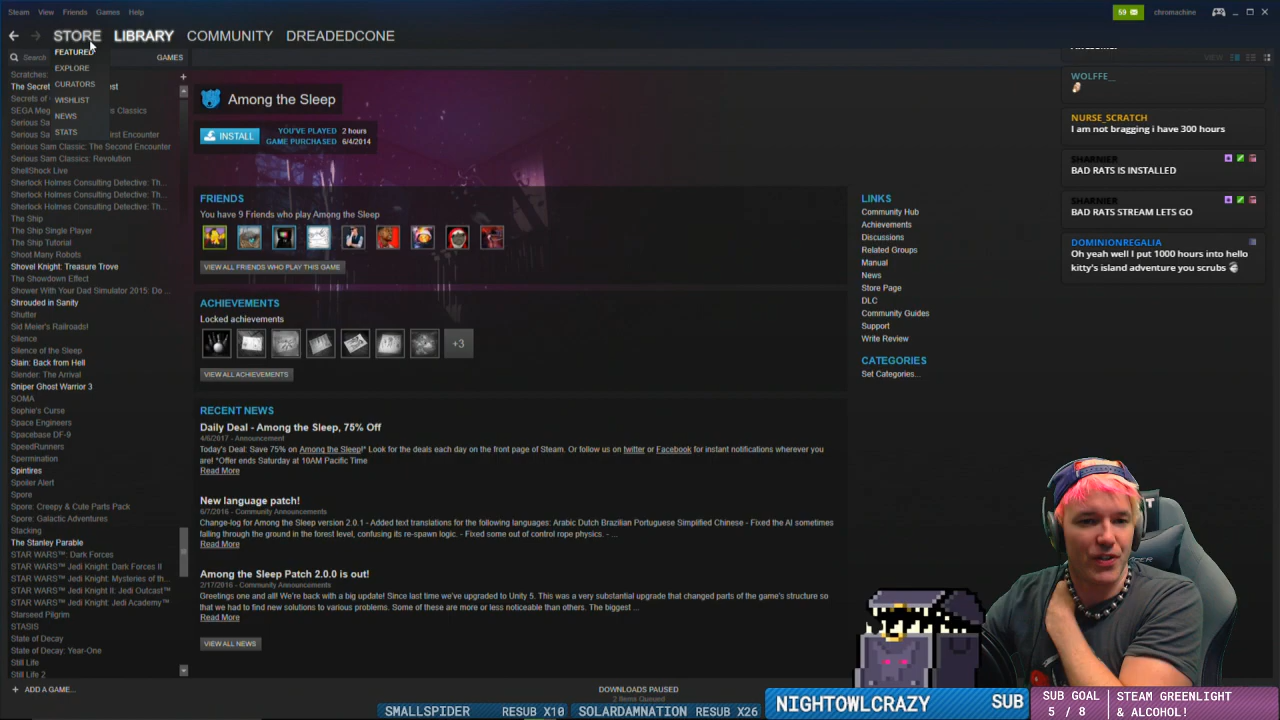 Steam View Friends Games Help
59 chromachine
STORE LIBRARY COMMUNITY DREADEDCONE
FEATURED
EXPLORE
CURATORS
WISHLIST
NEWS
STATS
Search GAMES
VIEW
Scratches:
The Secret
Secrets of
SEGA Meg
Serious Sa
Serious Sa
Serious Sam Classic: The Second Encounter
Serious Sam Classics: Revolution
ShellShock Live
Sherlock Holmes Consulting Detective: Th...
Sherlock Holmes Consulting Detective: Th...
Sherlock Holmes Consulting Detective: Th...
The Ship
The Ship Single Player
The Ship Tutorial
Shoot Many Robots
Shovel Knight: Treasure Trove
The Showdown Effect
Shower With Your Dad Simulator 2015: Do ...
Shrouded in Sanity
Shutter
Sid Meier's Railroads!
Silence
Silence of the Sleep
Slain: Back from Hell
Slender: The Arrival
Sniper Ghost Warrior 3
SOMA
Sophie's Curse
Space Engineers
Spacebase DF-9
SpeedRunners
Spermination
Spintires
Spoiler Alert
Spore
Spore: Creepy & Cute Parts Pack
Spore: Galactic Adventures
Stacking
The Stanley Parable
STAR WARS™: Dark Forces
STAR WARS™ Jedi Knight: Dark Forces II
STAR WARS™ Jedi Knight: Mysteries of th...
STAR WARS™ Jedi Knight II: Jedi Outcast™
STAR WARS™ Jedi Knight: Jedi Academy™
Starseed Pilgrim
STASIS
State of Decay
State of Decay: Year-One
Still Life
Still Life 2
+ ADD A GAME...
Among the Sleep
INSTALL
YOU'VE PLAYED 2 hours
GAME PURCHASED 6/4/2014
FRIENDS
You have 9 Friends who play Among the Sleep
VIEW ALL FRIENDS WHO PLAY THIS GAME
ACHIEVEMENTS
Locked achievements
+3
VIEW ALL ACHIEVEMENTS
RECENT NEWS
Daily Deal - Among the Sleep, 75% Off
4/6/2017 - Announcement
Today's Deal: Save 75% on Among the Sleep!* Look for the deals each day on the front page of Steam. Or follow us on twitter or Facebook for instant notifications wherever you
are! *Offer ends Saturday at 10AM Pacific Time
Read More
New language patch!
6/7/2016 - Community Announcements
Change-log for Among the Sleep version 2.0.1 - Added text translations for the following languages: Arabic Dutch Brazilian Portuguese Simplified Chinese - Fixed the AI sometimes
falling through the ground in the forest level, confusing its re-spawn logic. - Fixed some out of control rope physics. - ...
Read More
Among the Sleep Patch 2.0.0 is out!
2/17/2016 - Community Announcements
Greetings one and all! We're back with a big update! Since last time we've upgraded to Unity 5. This was a very substantial upgrade that changed parts of the game's structure so
that we had to find new solutions to various problems. Some of these are more or less noticeable than others. The biggest ...
Read More
VIEW ALL NEWS
LINKS
Community Hub
Achievements
Discussions
Related Groups
Manual
News
Store Page
DLC
Community Guides
Support
Write Review
CATEGORIES
Set Categories...
WOLFFE__
NURSE_SCRATCH
I am not bragging i have 300 hours
SHARNIER
BAD RATS IS INSTALLED
SHARNIER
BAD RATS STREAM LETS GO
DOMINIONREGALIA
Oh yeah well I put 1000 hours into hello
kitty's island adventure you scrubs
DOWNLOADS PAUSED
2 Items Queued
SMALLSPIDER RESUB X10 SOLARDAMNATION RESUB X26
NIGHTOWLCRAZY SUB
SUB GOAL
5 / 8
STEAM GREENLIGHT
& ALCOHOL!